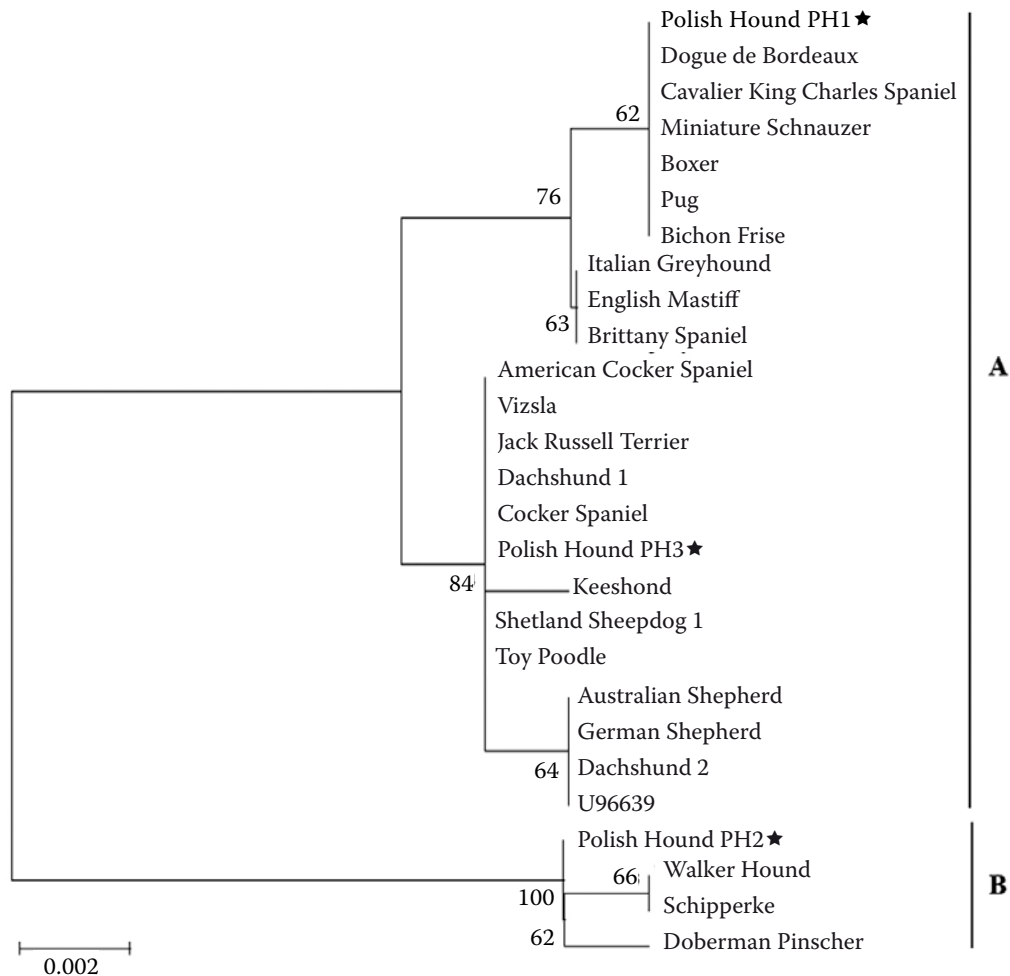 Polish Hound PH1★
Dogue de Bordeaux
Cavalier King Charles Spaniel
62
Miniature Schnauzer
Boxer
76
Pug
Bichon Frise
Italian Greyhound
English Mastiff
63
Brittany Spaniel
A
American Cocker Spaniel
Vizsla
Jack Russell Terrier
Dachshund 1
Cocker Spaniel
Polish Hound PH3★
84
Keeshond
Shetland Sheepdog 1
Toy Poodle
Australian Shepherd
German Shepherd
64
Dachshund 2
U96639
Polish Hound PH2★
66
Walker Hound
B
100
Schipperke
62
Doberman Pinscher
0.002